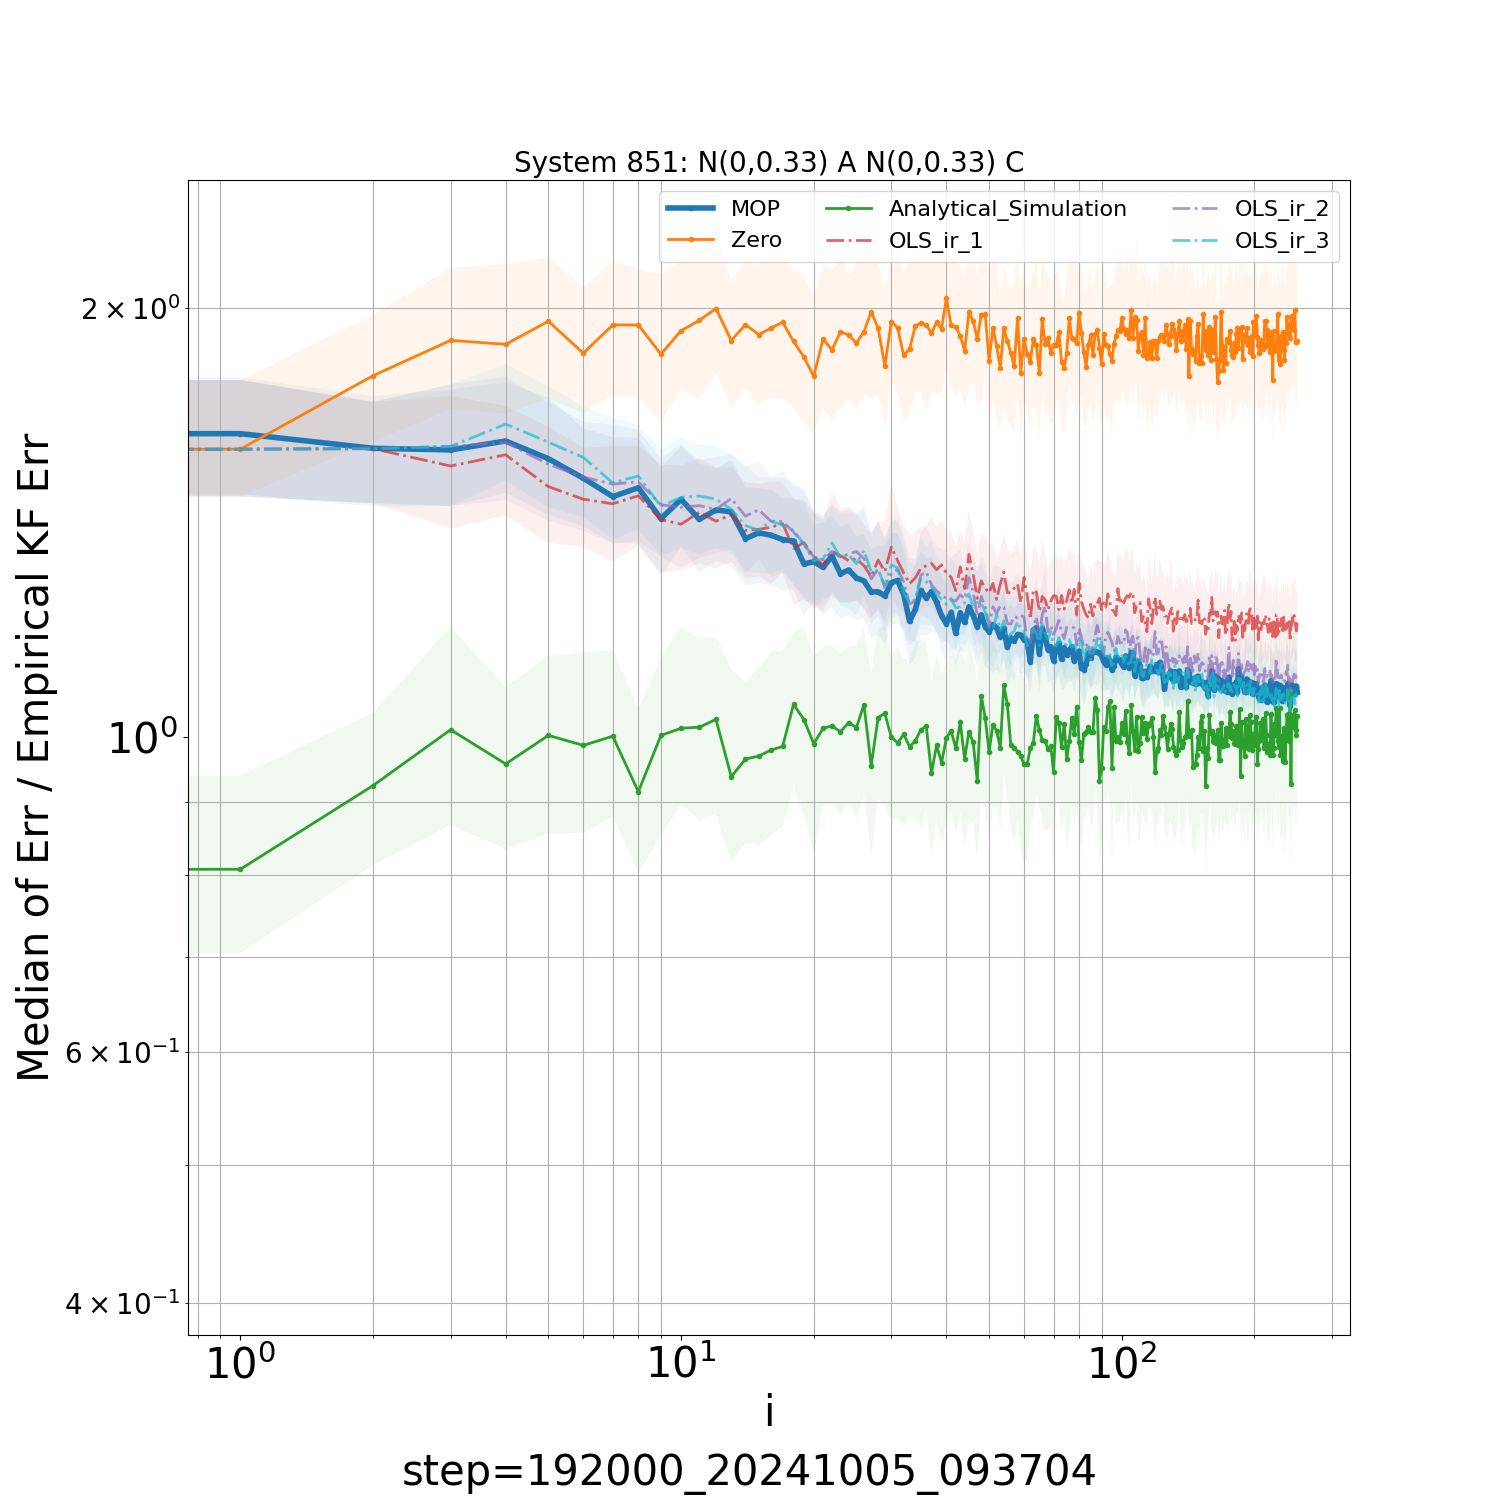 System 851: N(0,0.33) A N(0,0.33) C
MOP
Zero
Analytical_Simulation
OLS_ir_1
OLS_ir_2
OLS_ir_3
Median of Err / Empirical KF Err
2 × 10⁰
10⁰
6 × 10⁻¹
4 × 10⁻¹
10⁰ 10¹ 10²
i
step=192000_20241005_093704